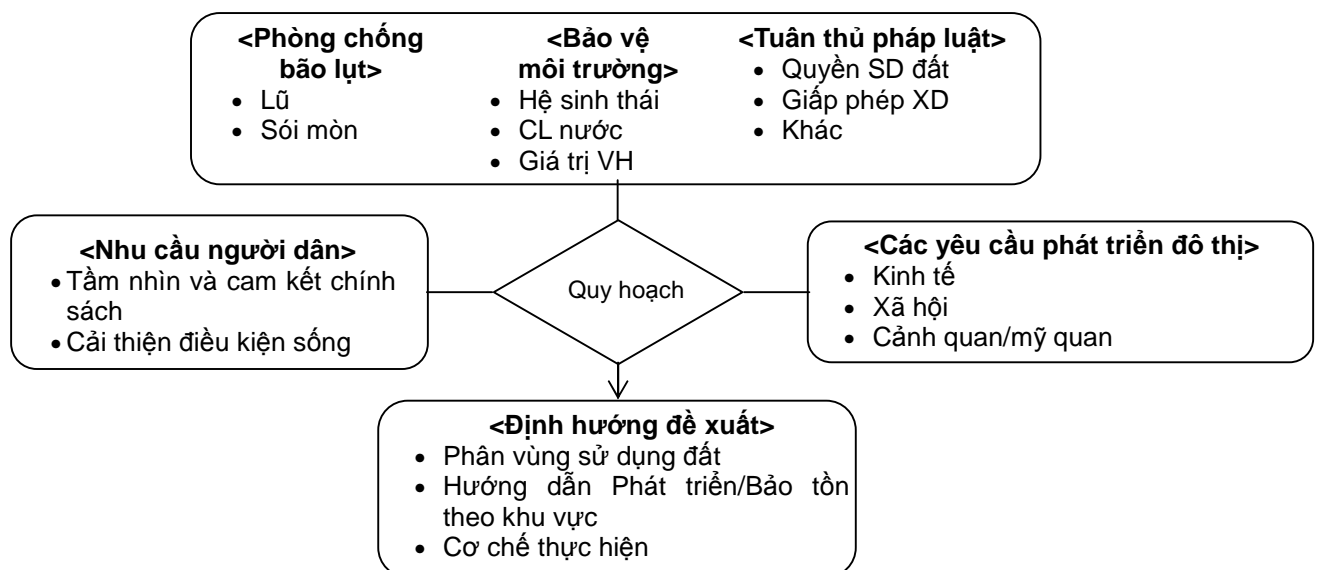 <Phòng chống
bão lụt>
• Lũ
• Sói mòn
<Bảo vệ
môi trường>
• Hệ sinh thái
• CL nước
• Giá trị VH
<Tuân thủ pháp luật>
• Quyền SD đất
• Giấp phép XD
• Khác
<Nhu cầu người dân>
• Tầm nhìn và cam kết chính
sách
• Cải thiện điều kiện sống
Quy hoạch
<Các yêu cầu phát triển đô thị>
• Kinh tế
• Xã hội
• Cảnh quan/mỹ quan
<Định hướng đề xuất>
• Phân vùng sử dụng đất
• Hướng dẫn Phát triển/Bảo tồn
theo khu vực
• Cơ chế thực hiện